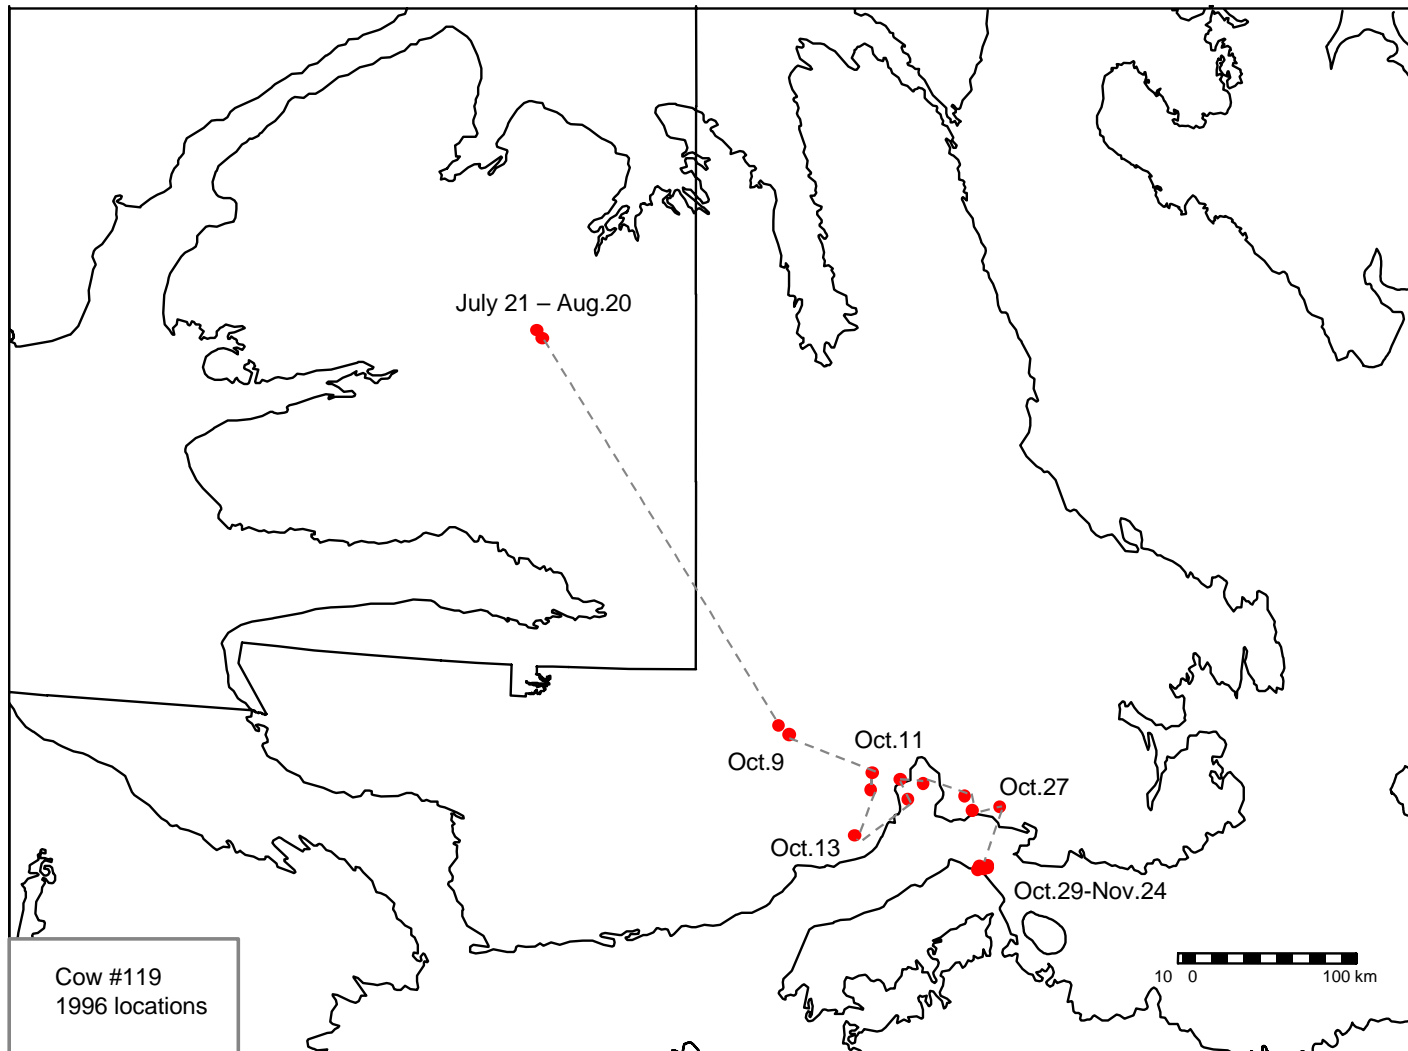 July 21 – Aug.20
Oct.11
Oct.9
Oct.27
Oct.13
Oct.29-Nov.24
10 0 100 km
Cow #119
1996 locations